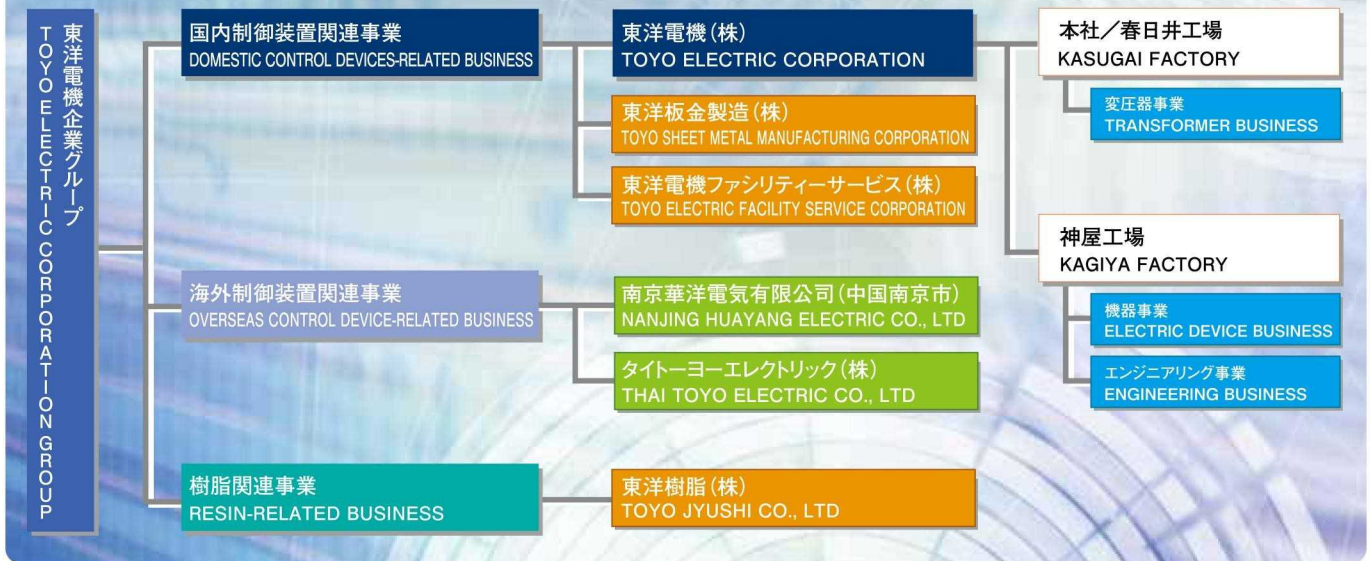 東洋電機企業グループ
TOYO ELECTRIC CORPORATION GROUP
国内制御装置関連事業
DOMESTIC CONTROL DEVICES-RELATED BUSINESS
東洋電機(株)
TOYO ELECTRIC CORPORATION
本社/春日井工場
KASUGAI FACTORY
変圧器事業
TRANSFORMER BUSINESS
東洋板金製造(株)
TOYO SHEET METAL MANUFACTURING CORPORATION
東洋電機ファシリティーサービス(株)
TOYO ELECTRIC FACILITY SERVICE CORPORATION
神屋工場
KAGIYA FACTORY
機器事業
ELECTRIC DEVICE BUSINESS
エンジニアリング事業
ENGINEERING BUSINESS
海外制御装置関連事業
OVERSEAS CONTROL DEVICE-RELATED BUSINESS
南京華洋電気有限公司(中国南京市)
NANJING HUAYANG ELECTRIC CO., LTD
タイトーヨーエレクトリック(株)
THAI TOYO ELECTRIC CO., LTD
樹脂関連事業
RESIN-RELATED BUSINESS
東洋樹脂(株)
TOYO JYUSHI CO., LTD